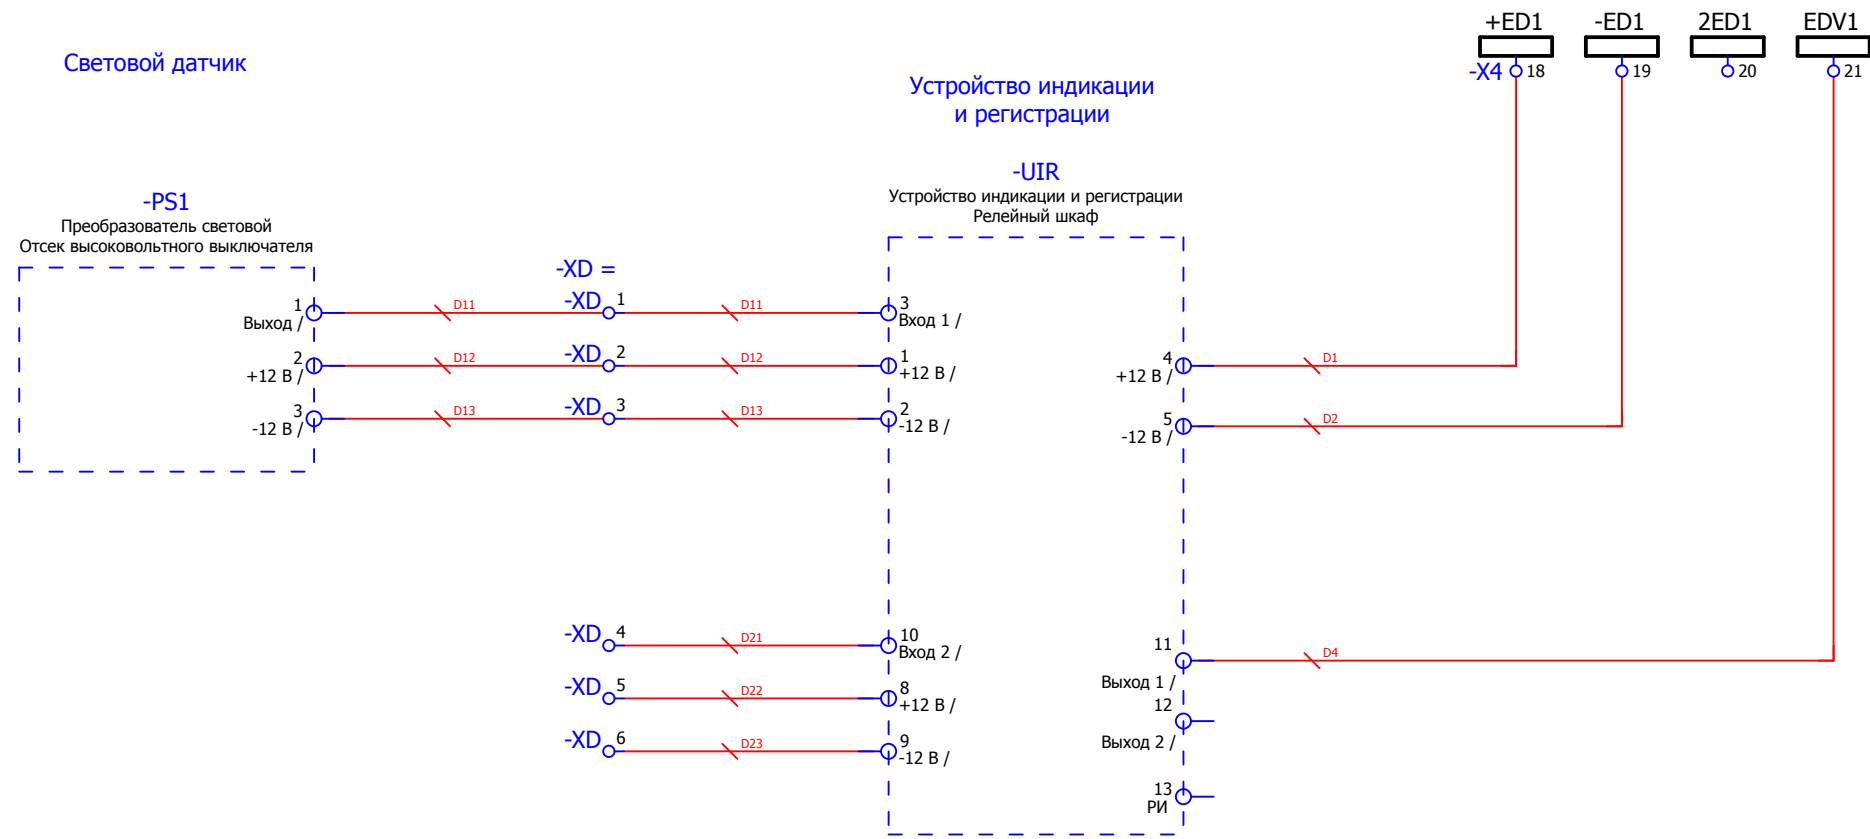 +ED1 -ED1 2ED1 EDV1
-X4 18 19 20 21
Световой датчик
Устройство индикации
и регистрации
-UIR
Устройство индикации и регистрации
Релейный шкаф
-PS1
Преобразователь световой
Отсек высоковольтного выключателя
-XD =
1 D11 -XD 1 D11 3
Выход / Вход 1 /
2 D12 -XD 2 D12 1 4 D1
+12 В / +12 В / +12 В /
3 D13 -XD 3 D13 2 5 D2
-12 В / -12 В / -12 В /
-XD 4 D21 10 11 D4
Вход 2 / Выход 1 /
-XD 5 D22 8 12
+12 В / Выход 2 /
-XD 6 D23 9
-12 В /
13
РИ